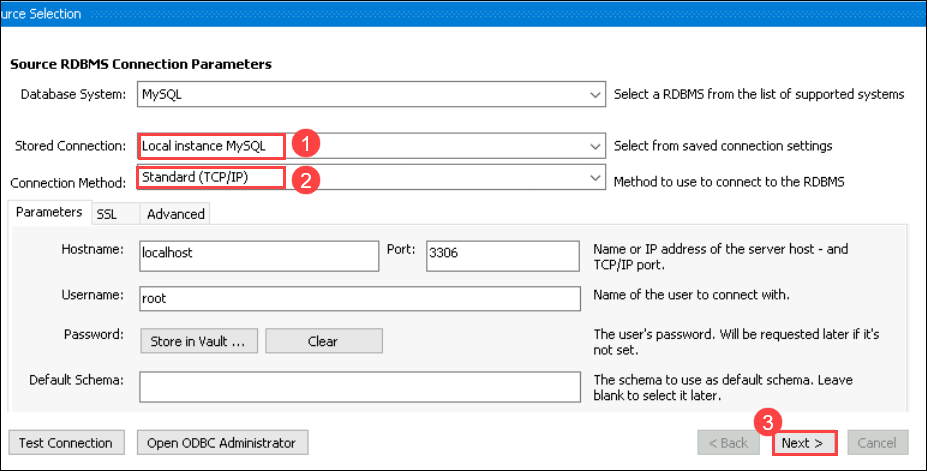 urce Selection
Source RDBMS Connection Parameters
Database System: MySQL Select a RDBMS from the list of supported systems
Stored Connection: Local instance MySQL 1 Select from saved connection settings
Connection Method: Standard (TCP/IP) 2 Method to use to connect to the RDBMS
Parameters SSL Advanced
Hostname: localhost Port: 3306 Name or IP address of the server host - and
TCP/IP port.
Username: root Name of the user to connect with.
Password: Store in Vault ... Clear The user's password. Will be requested later if it's
not set.
Default Schema: The schema to use as default schema. Leave
blank to select it later.
3
Test Connection Open ODBC Administrator < Back Next > Cancel